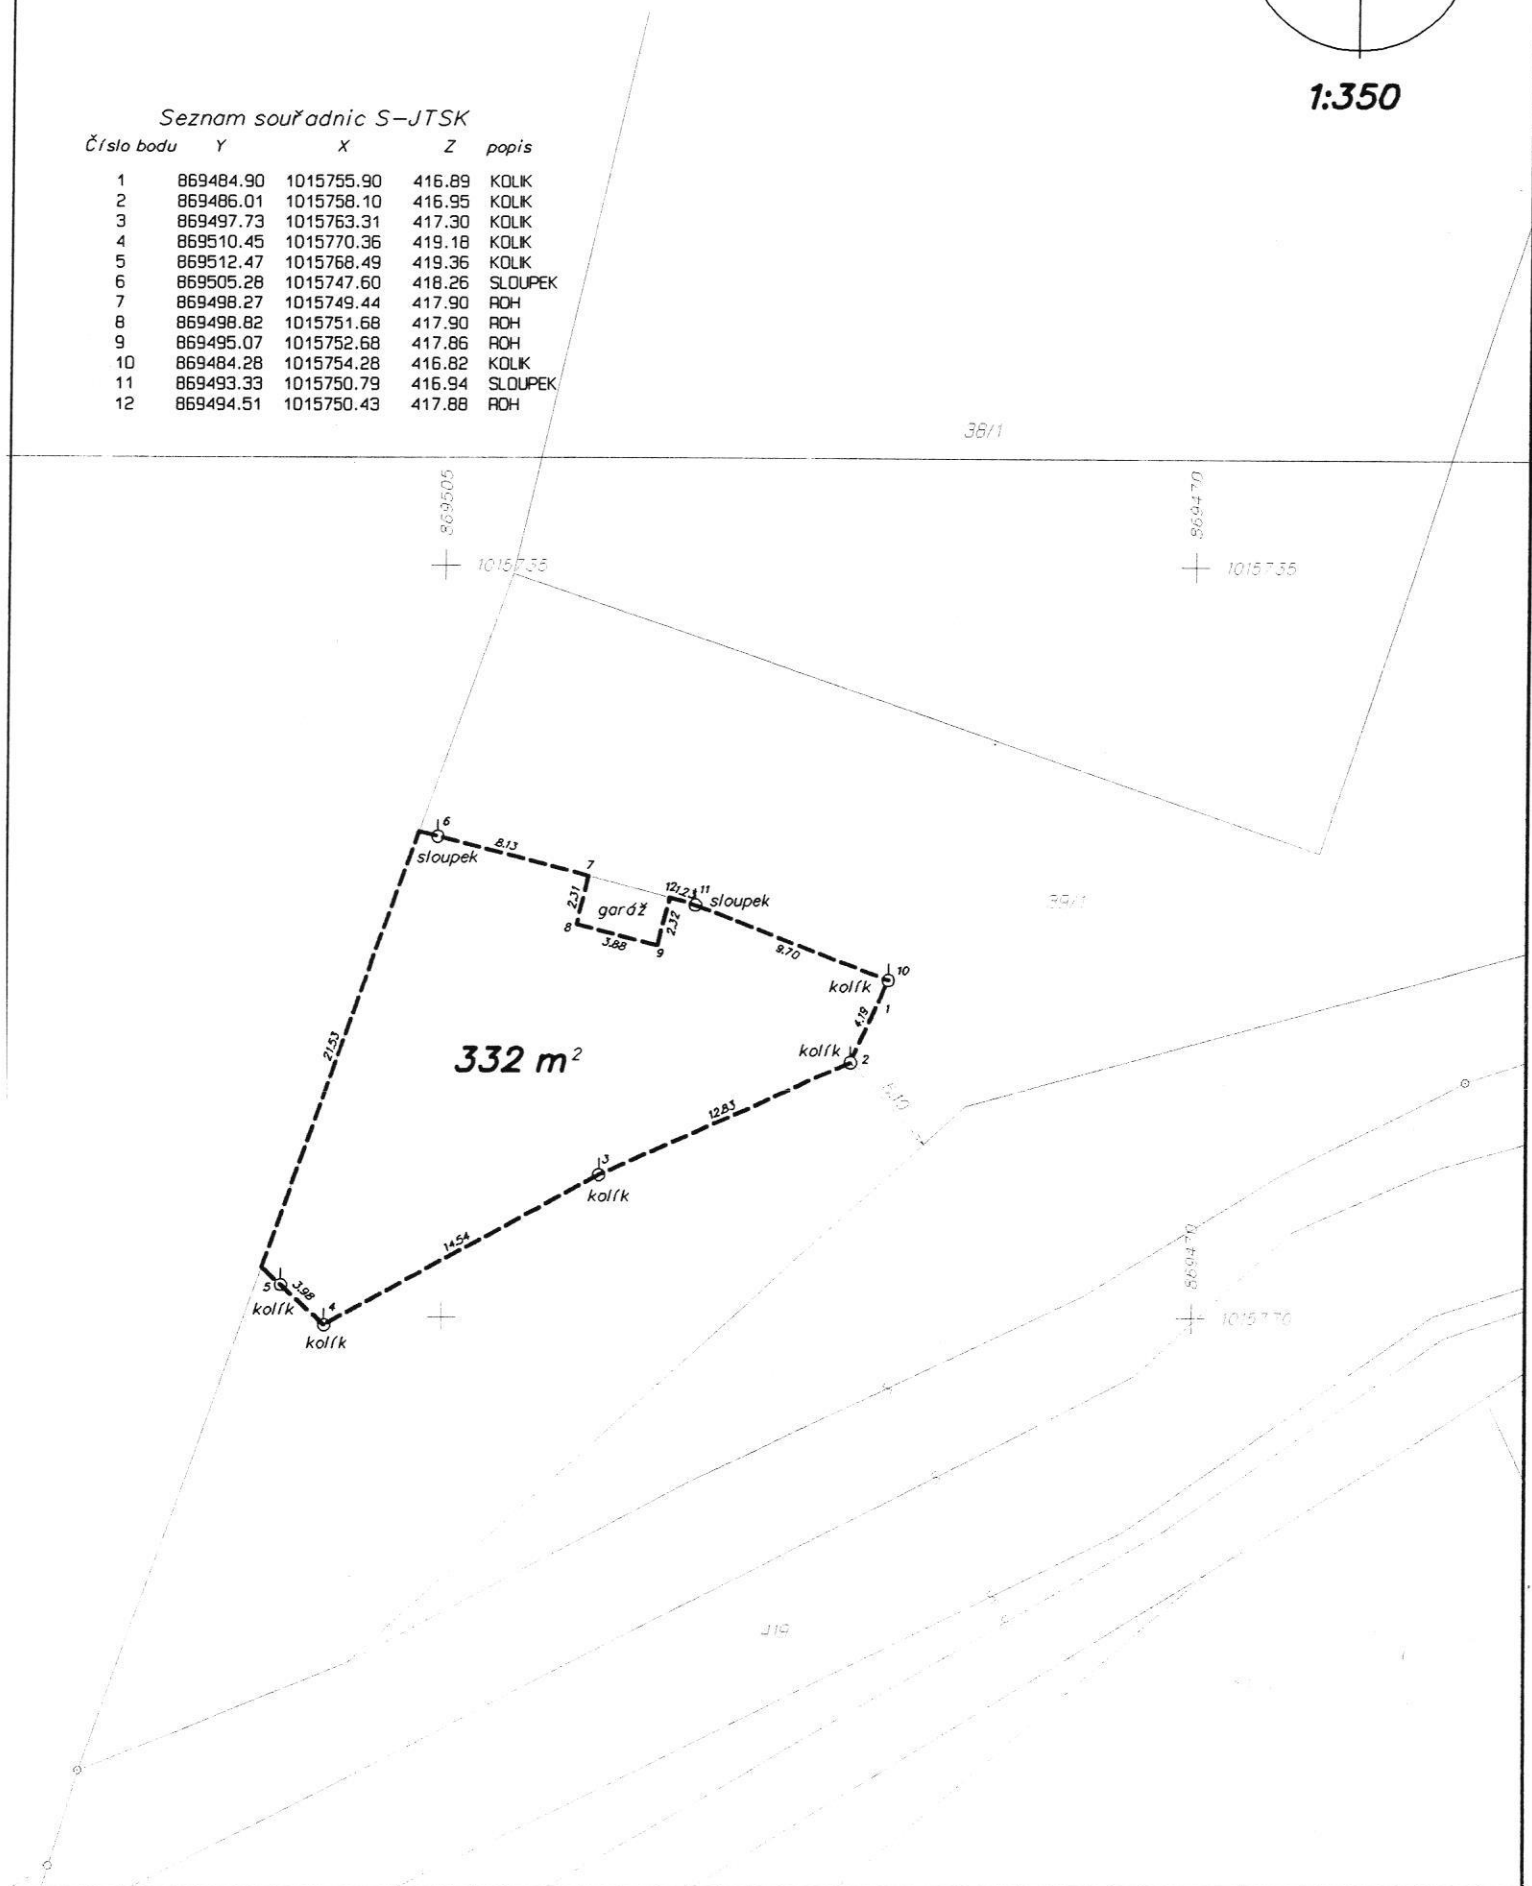 1:350
Seznam souřadnic S-JTSK
Číslo bodu Y X Z popis
1 869484.90 1015755.90 416.89 KOLIK
2 869486.01 1015758.10 416.95 KOLIK
3 869497.73 1015763.31 417.30 KOLIK
4 869510.45 1015770.36 419.18 KOLIK
5 869512.47 1015768.49 419.36 KOLIK
6 869505.28 1015747.60 418.26 SLOUPEK
7 869498.27 1015749.44 417.90 ROH
8 869498.82 1015751.68 417.90 ROH
9 869495.07 1015752.68 417.86 ROH
10 869484.28 1015754.28 416.82 KOLIK
11 869493.33 1015750.79 416.94 SLOUPEK
12 869494.51 1015750.43 417.88 ROH
38/1
869505
869470
1015735
1015735
6
sloupek
8.13
7
12
1.23
11
sloupek
2.31
garáž
2.32
8
3.88
9
9.70
10
kolík
1
4.19
kolík
2
21.53
332 m²
12.83
3
kolík
14.54
5
3.98
kolík
4
kolík
869470
1015770